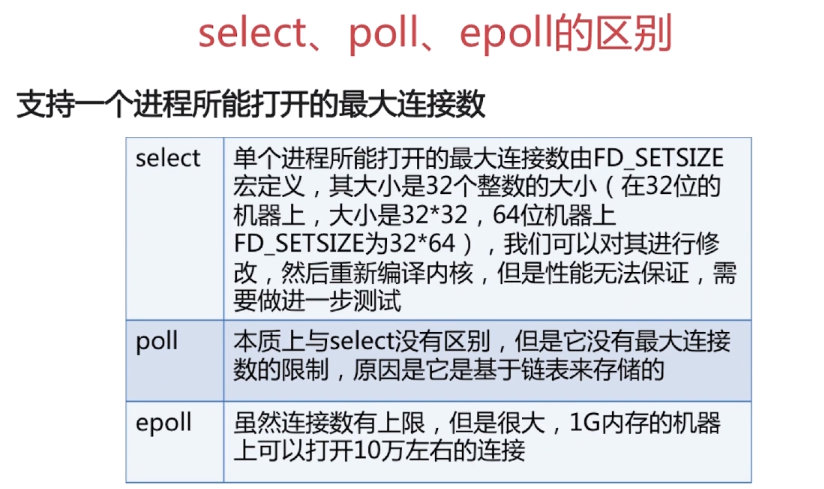 select、poll、epoll的区别
支持一个进程所能打开的最大连接数
select
单个进程所能打开的最大连接数由FD_SETSIZE
宏定义，其大小是32个整数的大小（在32位的
机器上，大小是32*32，64位机器上
FD_SETSIZE为32*64），我们可以对其进行修
改，然后重新编译内核，但是性能无法保证，需
要做进一步测试
poll
本质上与select没有区别，但是它没有最大连接
数的限制，原因是它是基于链表来存储的
epoll
虽然连接数有上限，但是很大，1G内存的机器
上可以打开10万左右的连接